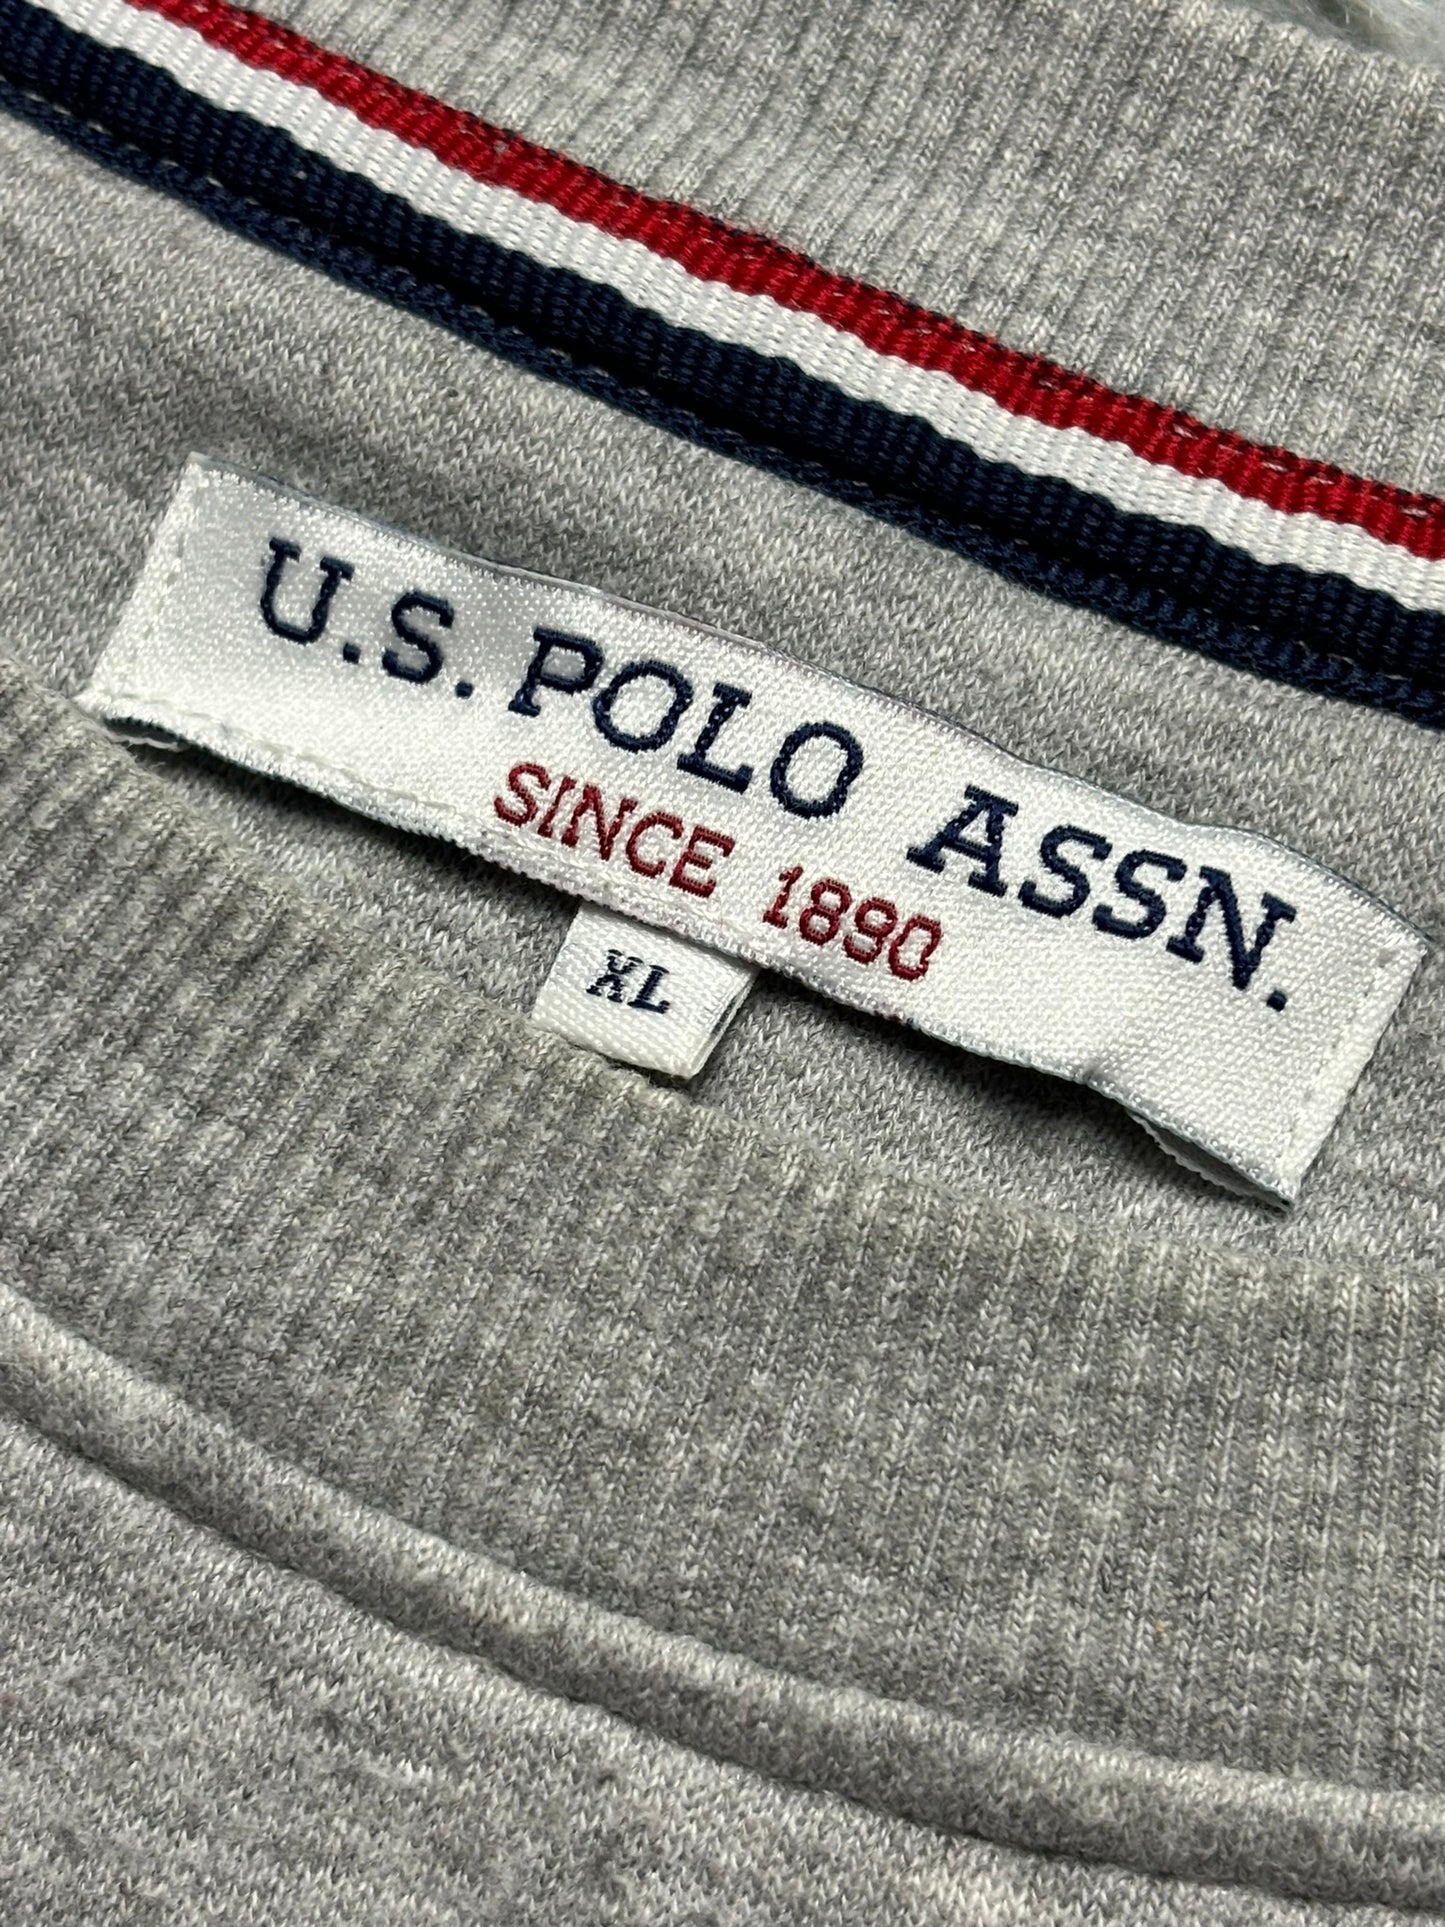 U.S. POLO ASSN.
SINCE 1890
XL